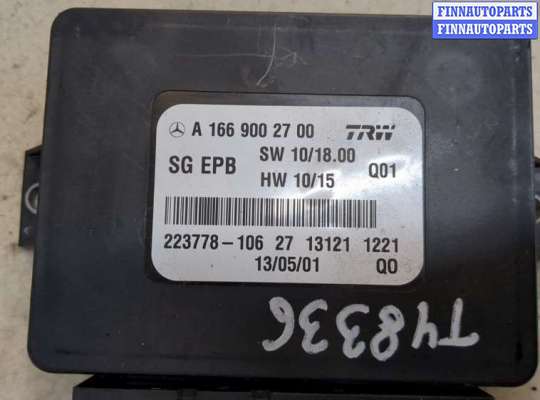 FINNAUTOPARTS
FINNAUTOPARTS
A 166 900 27 00 TRW
SG EPB SW 10/18.00 Q01
HW 10/15
223778-106 27 13121 1221
13/05/01 Q0
T48336